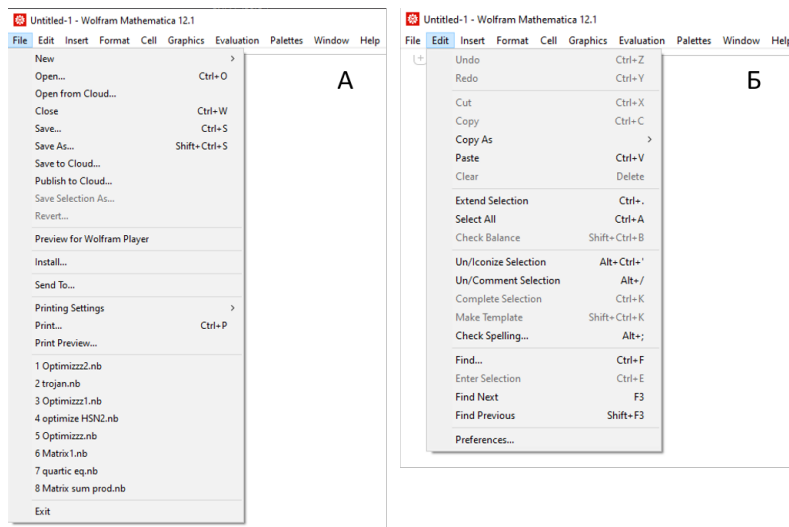 Untitled-1 - Wolfram Mathematica 12.1
File Edit Insert Format Cell Graphics Evaluation Palettes Window Help
А
New
Open... Ctrl+O
Open from Cloud...
Close Ctrl+W
Save... Ctrl+S
Save As... Shift+Ctrl+S
Save to Cloud...
Publish to Cloud...
Save Selection As...
Revert...
Preview for Wolfram Player
Install...
Send To...
Printing Settings
Print... Ctrl+P
Print Preview...
1 Optimizzz2.nb
2 trojan.nb
3 Optimizzz1.nb
4 optimize HSN2.nb
5 Optimizzz.nb
6 Matrix1.nb
7 quartic eq.nb
8 Matrix sum prod.nb
Exit
Untitled-1 - Wolfram Mathematica 12.1
File Edit Insert Format Cell Graphics Evaluation Palettes Window Help
Б
Undo Ctrl+Z
Redo Ctrl+Y
Cut Ctrl+X
Copy Ctrl+C
Copy As
Paste Ctrl+V
Clear Delete
Extend Selection Ctrl+.
Select All Ctrl+A
Check Balance Shift+Ctrl+B
Un/Iconize Selection Alt+Ctrl+'
Un/Comment Selection Alt+/
Complete Selection Ctrl+K
Make Template Shift+Ctrl+K
Check Spelling... Alt+;
Find... Ctrl+F
Enter Selection Ctrl+E
Find Next F3
Find Previous Shift+F3
Preferences...